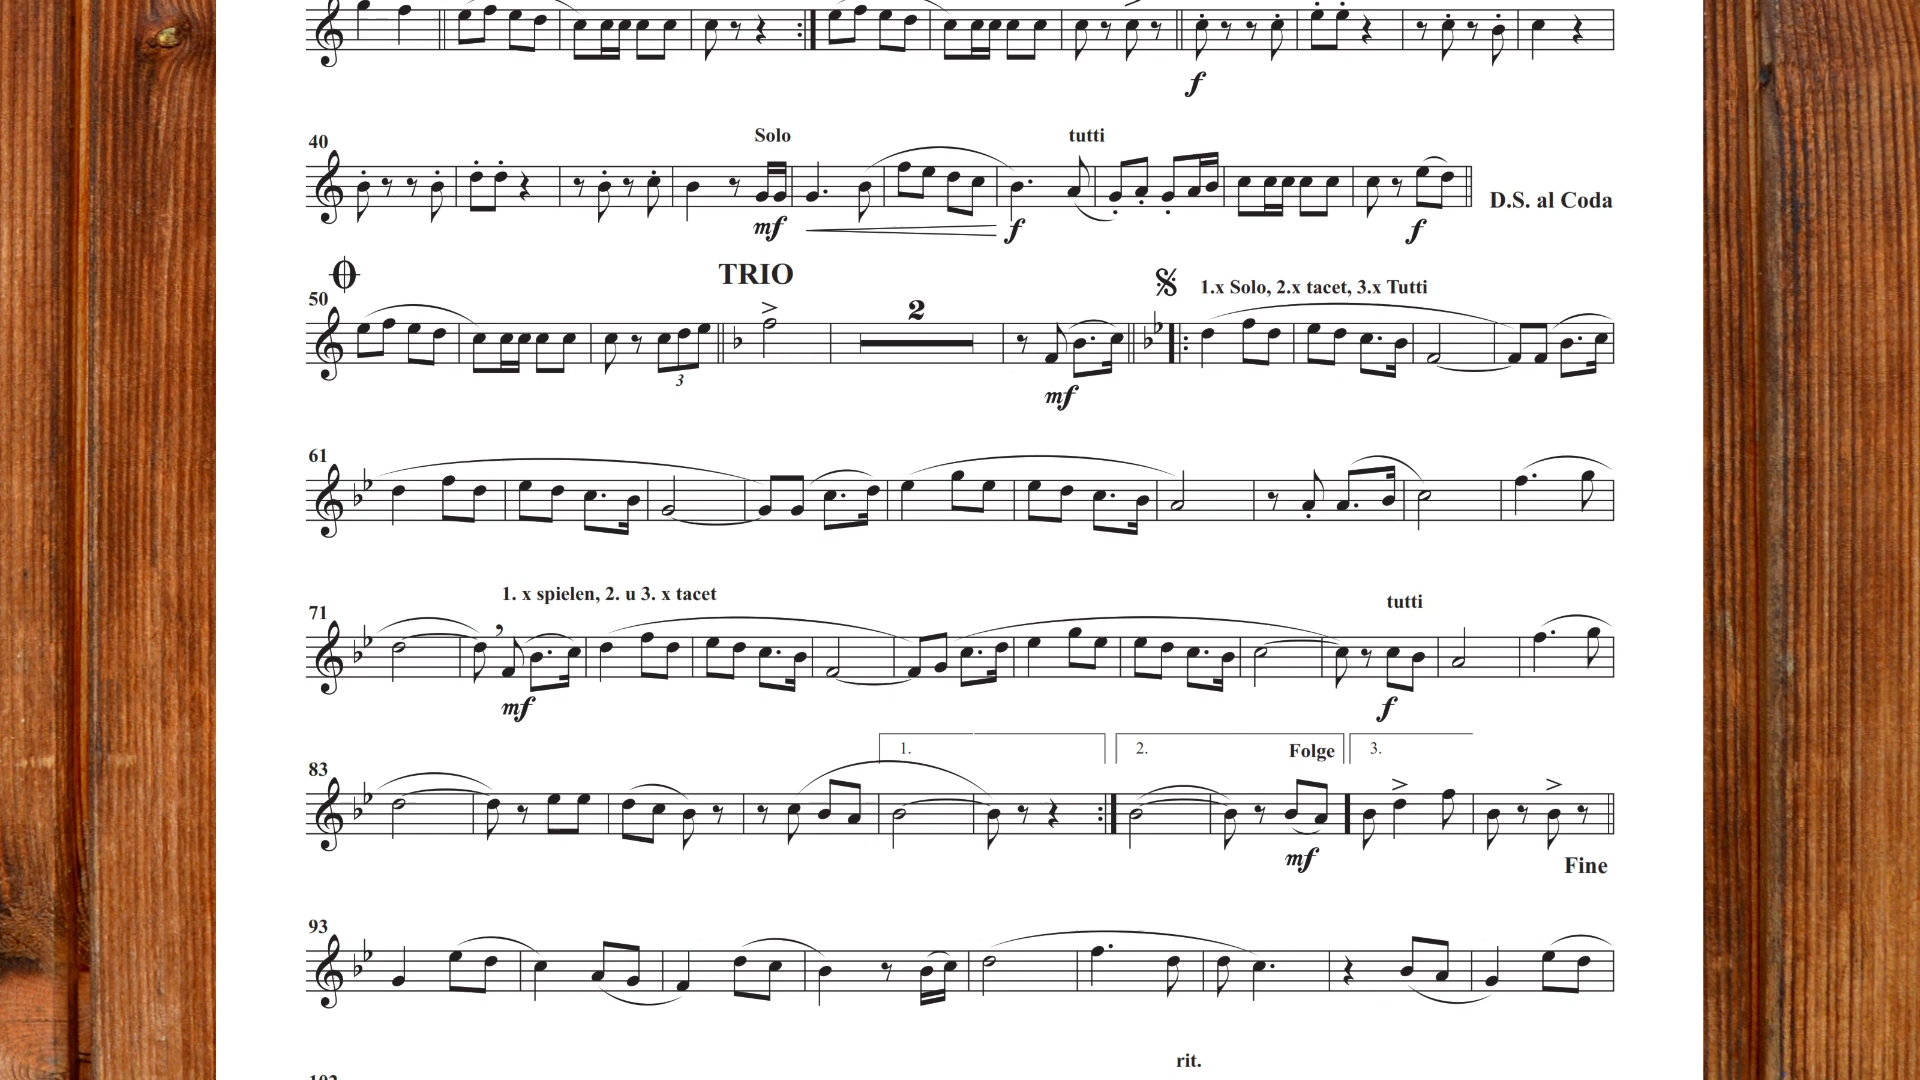 f
40
Solo
tutti
mf
f
f
D.S. al Coda
TRIO
50
2
1.x Solo, 2.x tacet, 3.x Tutti
3
mf
61
1. x spielen, 2. u 3. x tacet
tutti
71
mf
f
1.
2.
Folge
3.
83
mf
Fine
93
rit.